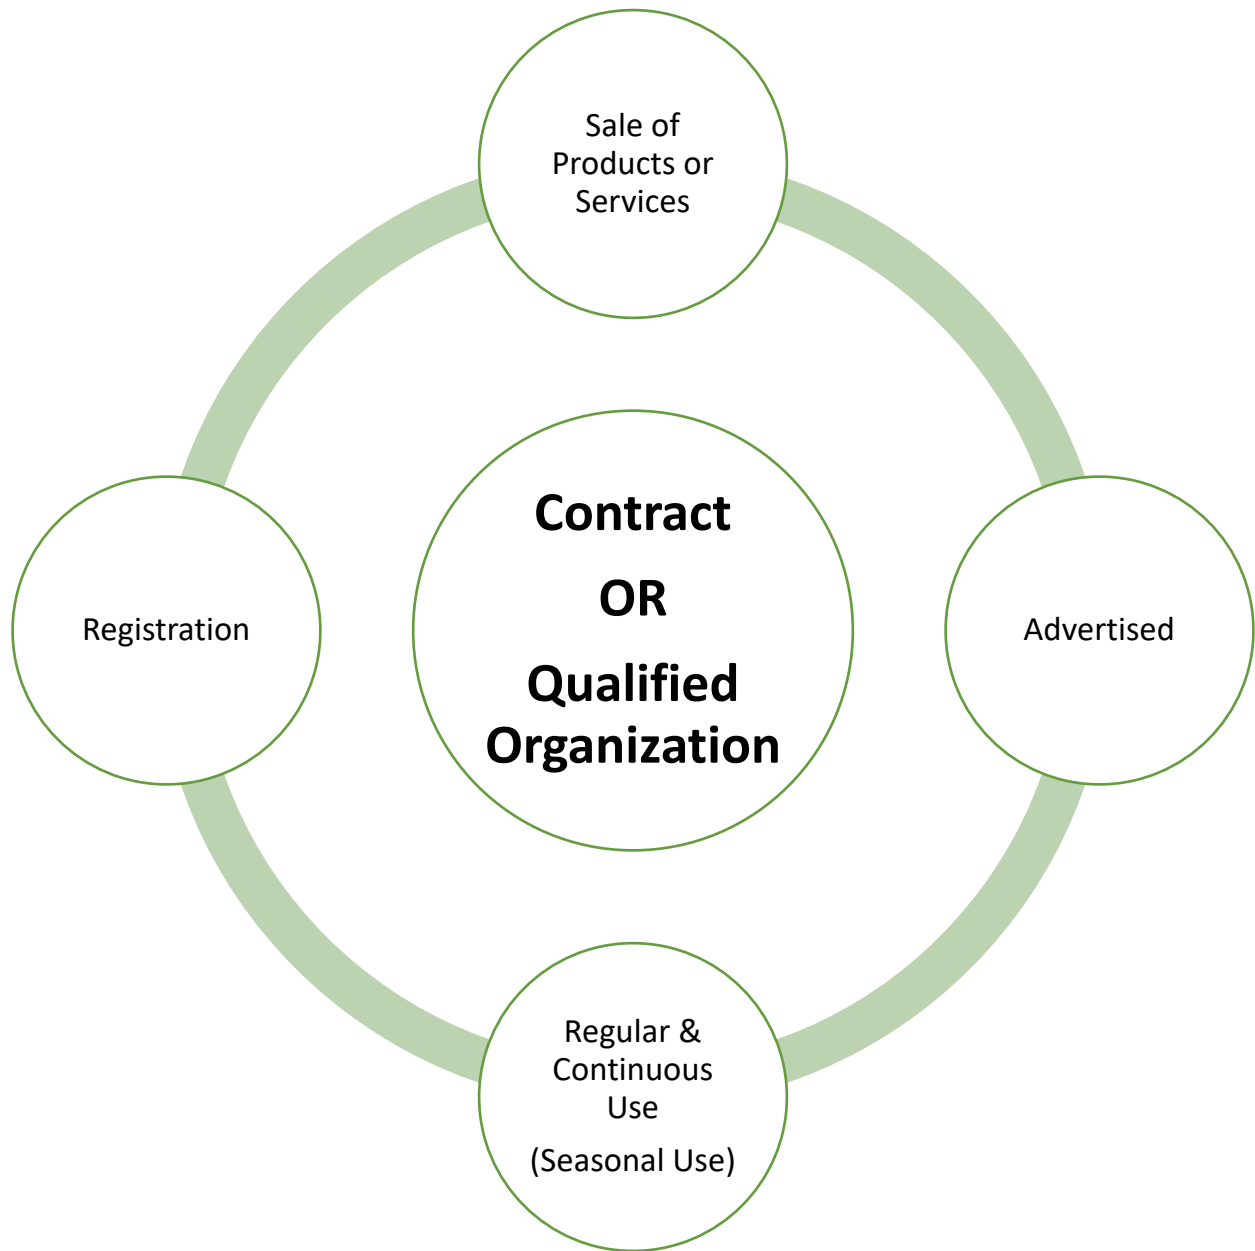 Sale of
Products or
Services
Registration
Contract
OR
Qualified
Organization
Advertised
Regular &
Continuous
Use
(Seasonal Use)